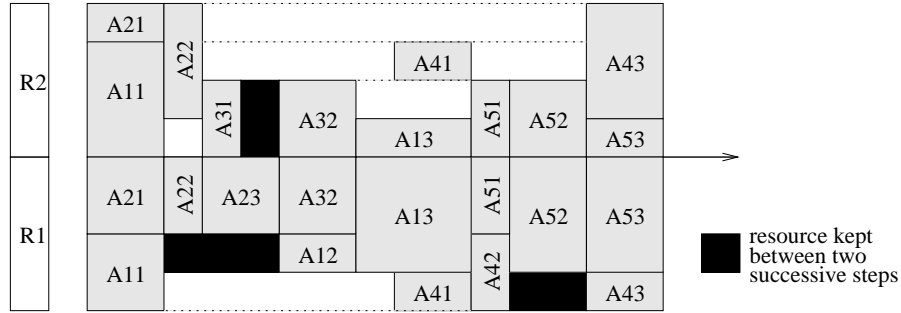 A21
A22
A43
R2
A11
A31
A32
A41
A51
A52
A13
A53
A21
A22
A23
A32
A13
A51
A52
A53
R1
A11
A12
A41
A42
A43
resource kept
between two
successive steps